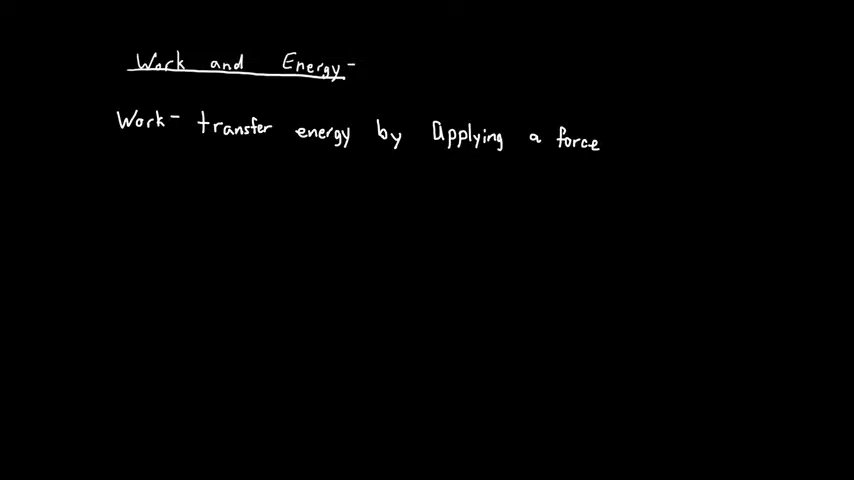 Work and Energy-
Work- transfer energy by Applying a force